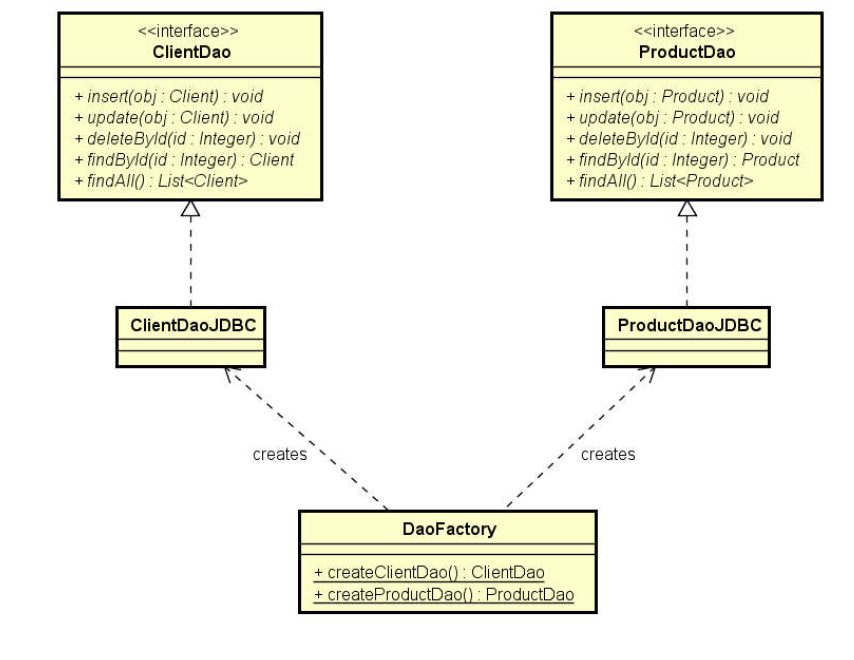 <<interface>>
ClientDao
+ insert(obj : Client) : void
+ update(obj : Client) : void
+ deleteById(id : Integer) : void
+ findById(id : Integer) : Client
+ findAll() : List<Client>
<<interface>>
ProductDao
+ insert(obj : Product) : void
+ update(obj : Product) : void
+ deleteById(id : Integer) : void
+ findById(id : Integer) : Product
+ findAll() : List<Product>
ClientDaoJDBC
ProductDaoJDBC
creates
creates
DaoFactory
+ createClientDao() : ClientDao
+ createProductDao() : ProductDao